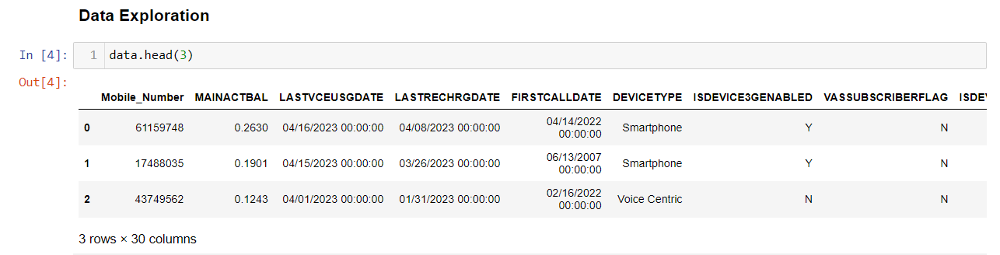 Data Exploration
In [4]: 1 data.head(3)
Out[4]:
Mobile_Number MAINACTBAL LASTVCEUSGDATE LASTRECHRGDATE FIRSTCALLDATE DEVICETYPE ISDEVICE3GENABLED VASSUBSCRIBERFLAG ISDEV
0 61159748 0.2630 04/16/2023 00:00:00 04/08/2023 00:00:00 04/14/2022 00:00:00 Smartphone Y N
1 17488035 0.1901 04/15/2023 00:00:00 03/26/2023 00:00:00 06/13/2007 00:00:00 Smartphone Y N
2 43749562 0.1243 04/01/2023 00:00:00 01/31/2023 00:00:00 02/16/2022 00:00:00 Voice Centric N N
3 rows × 30 columns